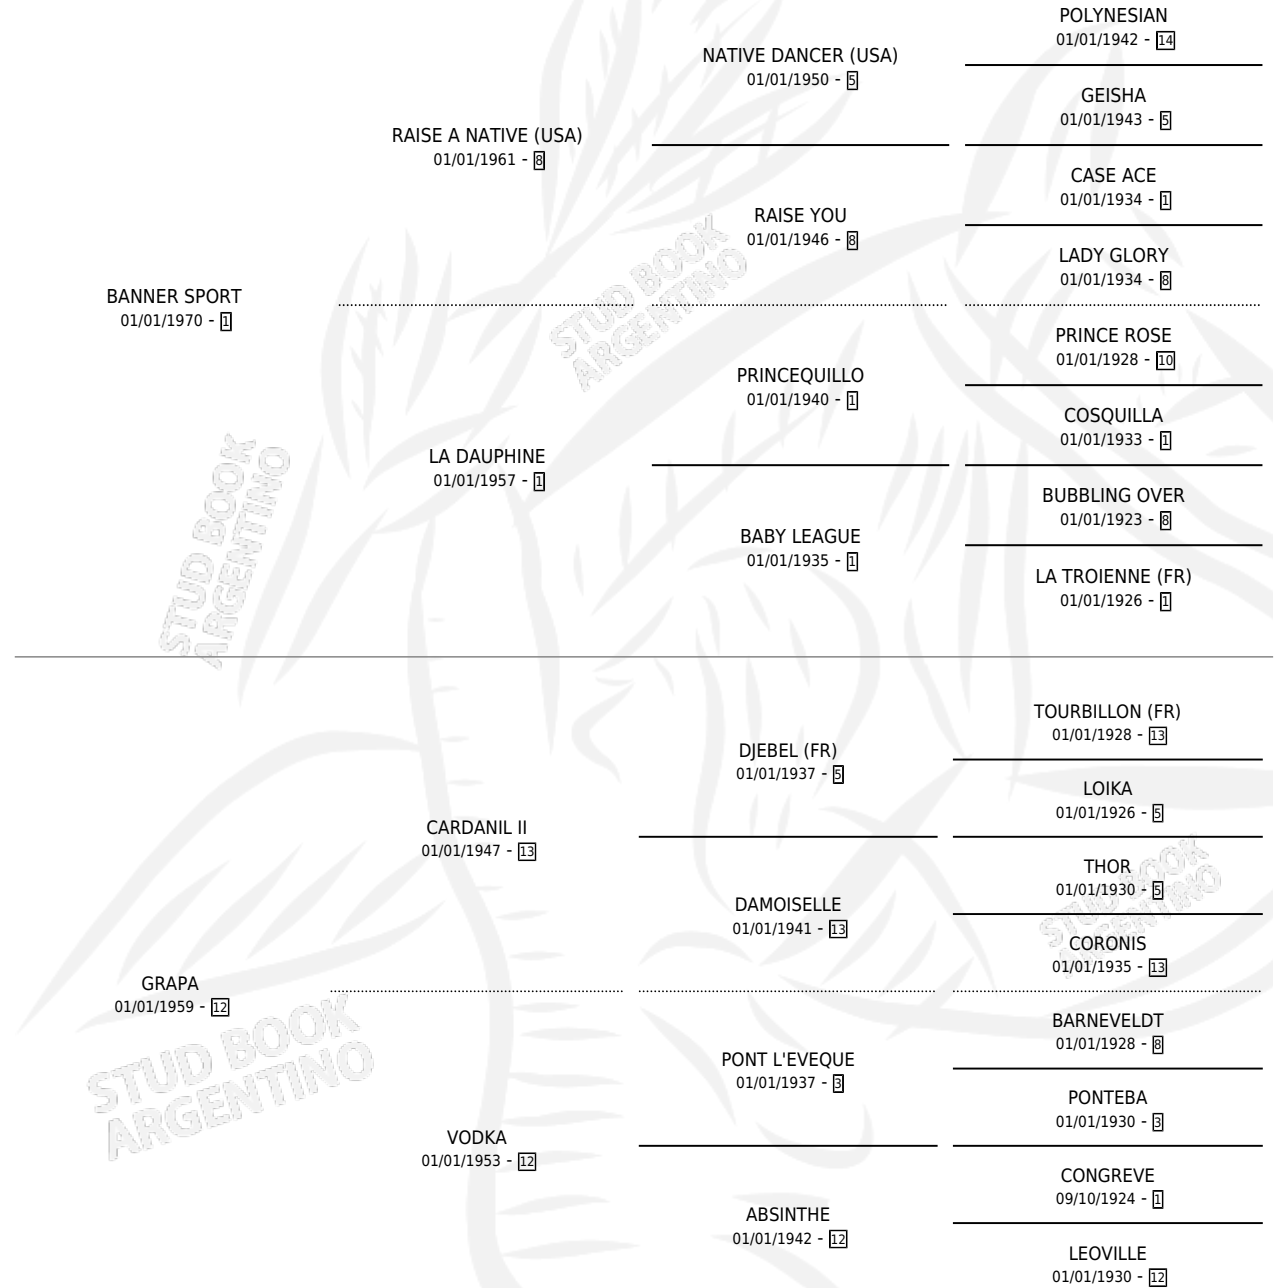 POLYNESIAN
01/01/1942 - 14
NATIVE DANCER (USA)
01/01/1950 - 5
GEISHA
01/01/1943 - 5
RAISE A NATIVE (USA)
01/01/1961 - 8
CASE ACE
01/01/1934 - 1
RAISE YOU
01/01/1946 - 8
LADY GLORY
01/01/1934 - 8
BANNER SPORT
01/01/1970 - 1
STUD BOOK
ARGENTINO
PRINCE ROSE
01/01/1928 - 10
PRINCEQUILLO
01/01/1940 - 1
COSQUILLA
01/01/1933 - 1
LA DAUPHINE
01/01/1957 - 1
BUBBLING OVER
01/01/1923 - 8
BABY LEAGUE
01/01/1935 - 1
LA TROIENNE (FR)
01/01/1926 - 1
STUD BOOK
ARGENTINO
TOURBILLON (FR)
01/01/1928 - 13
DJEBEL (FR)
01/01/1937 - 5
LOIKA
01/01/1926 - 5
CARDANIL II
01/01/1947 - 13
THOR
01/01/1930 - 5
DAMOISELLE
01/01/1941 - 13
STUD BOOK
ARGENTINO
CORONIS
01/01/1935 - 13
GRAPA
01/01/1959 - 12
BARNEVELDT
01/01/1928 - 8
PONT L'EVEQUE
01/01/1937 - 3
STUD BOOK
ARGENTINO
PONTEBA
01/01/1930 - 3
VODKA
01/01/1953 - 12
CONGREVE
09/10/1924 - 1
ABSINTHE
01/01/1942 - 12
LEOVILLE
01/01/1930 - 12